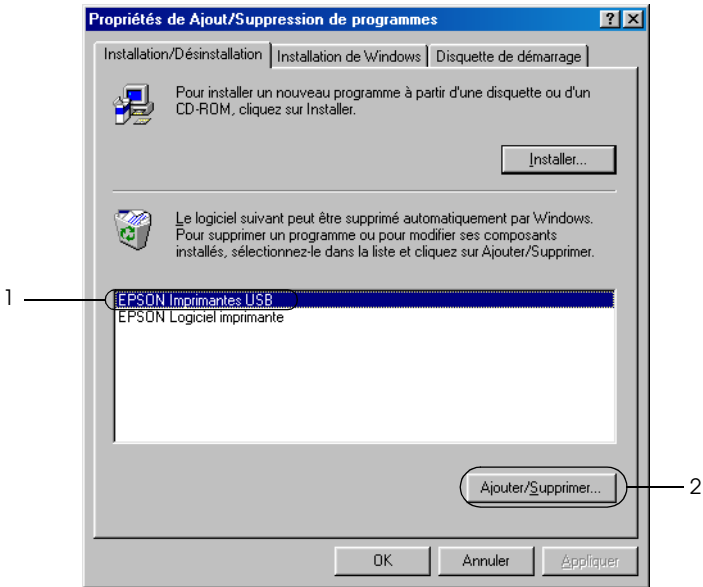 Propriétés de Ajout/Suppression de programmes
Installation/Désinstallation
Installation de Windows
Disquette de démarrage
Pour installer un nouveau programme à partir d'une disquette ou d'un
CD-ROM, cliquez sur Installer.
Installer...
Le logiciel suivant peut être supprimé automatiquement par Windows.
Pour supprimer un programme ou pour modifier ses composants
installés, sélectionnez-le dans la liste et cliquez sur Ajouter/Supprimer.
1
EPSON Imprimantes USB
EPSON Logiciel imprimante
Ajouter/Supprimer...
2
OK
Annuler
Appliquer